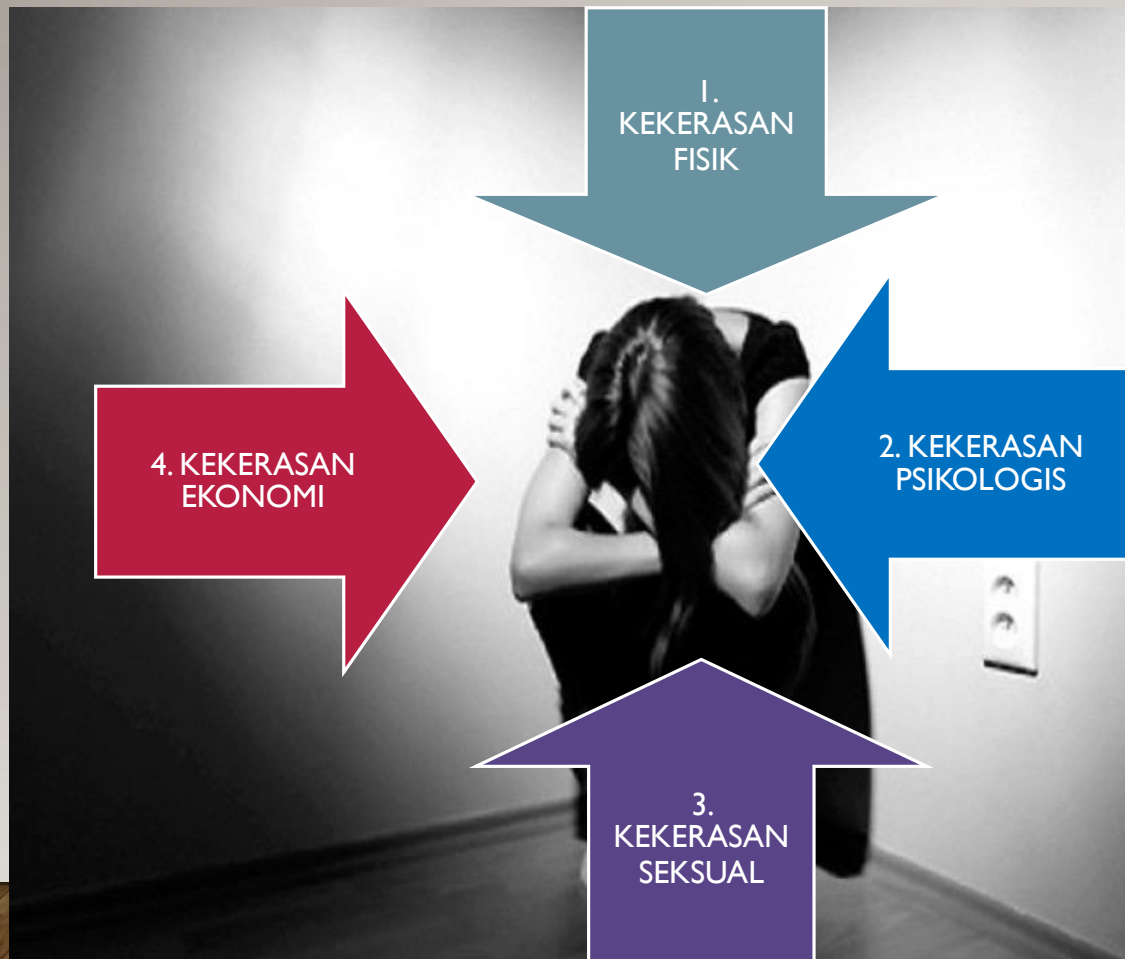 1.
KEKERASAN
FISIK
2. KEKERASAN
PSIKOLOGIS
3.
KEKERASAN
SEKSUAL
4. KEKERASAN
EKONOMI